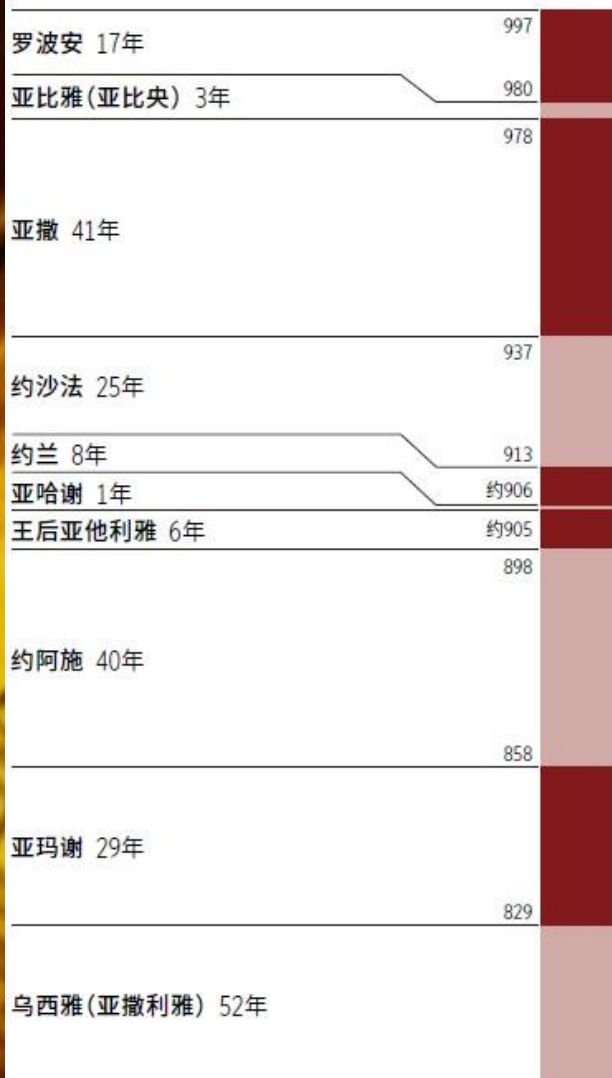 997
罗波安 17年
980
亚比雅(亚比央) 3年
978
亚撒 41年
937
约沙法 25年
约兰 8年 913
亚哈谢 1年 约906
王后亚他利雅 6年 约905
898
约阿施 40年
858
亚玛谢 29年
829
乌西雅(亚撒利雅) 52年